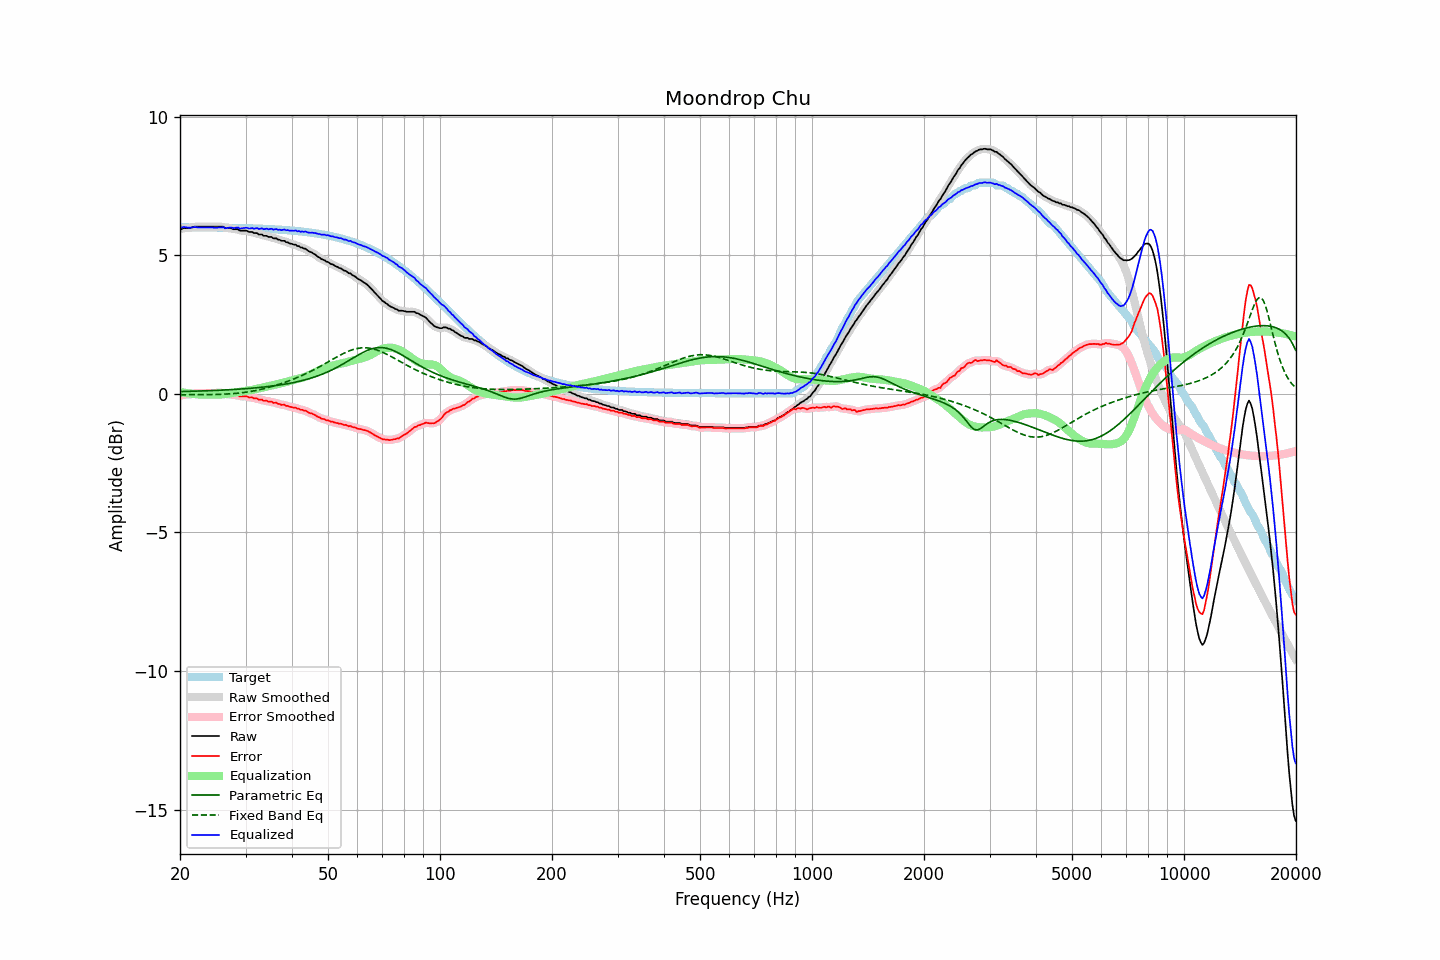 Moondrop Chu
10
5
0
−5
−10
−15
Amplitude (dBr)
Target
Raw Smoothed
Error Smoothed
Raw
Error
Equalization
Parametric Eq
Fixed Band Eq
Equalized
20 50 100 200 500 1000 2000 5000 10000 20000
Frequency (Hz)